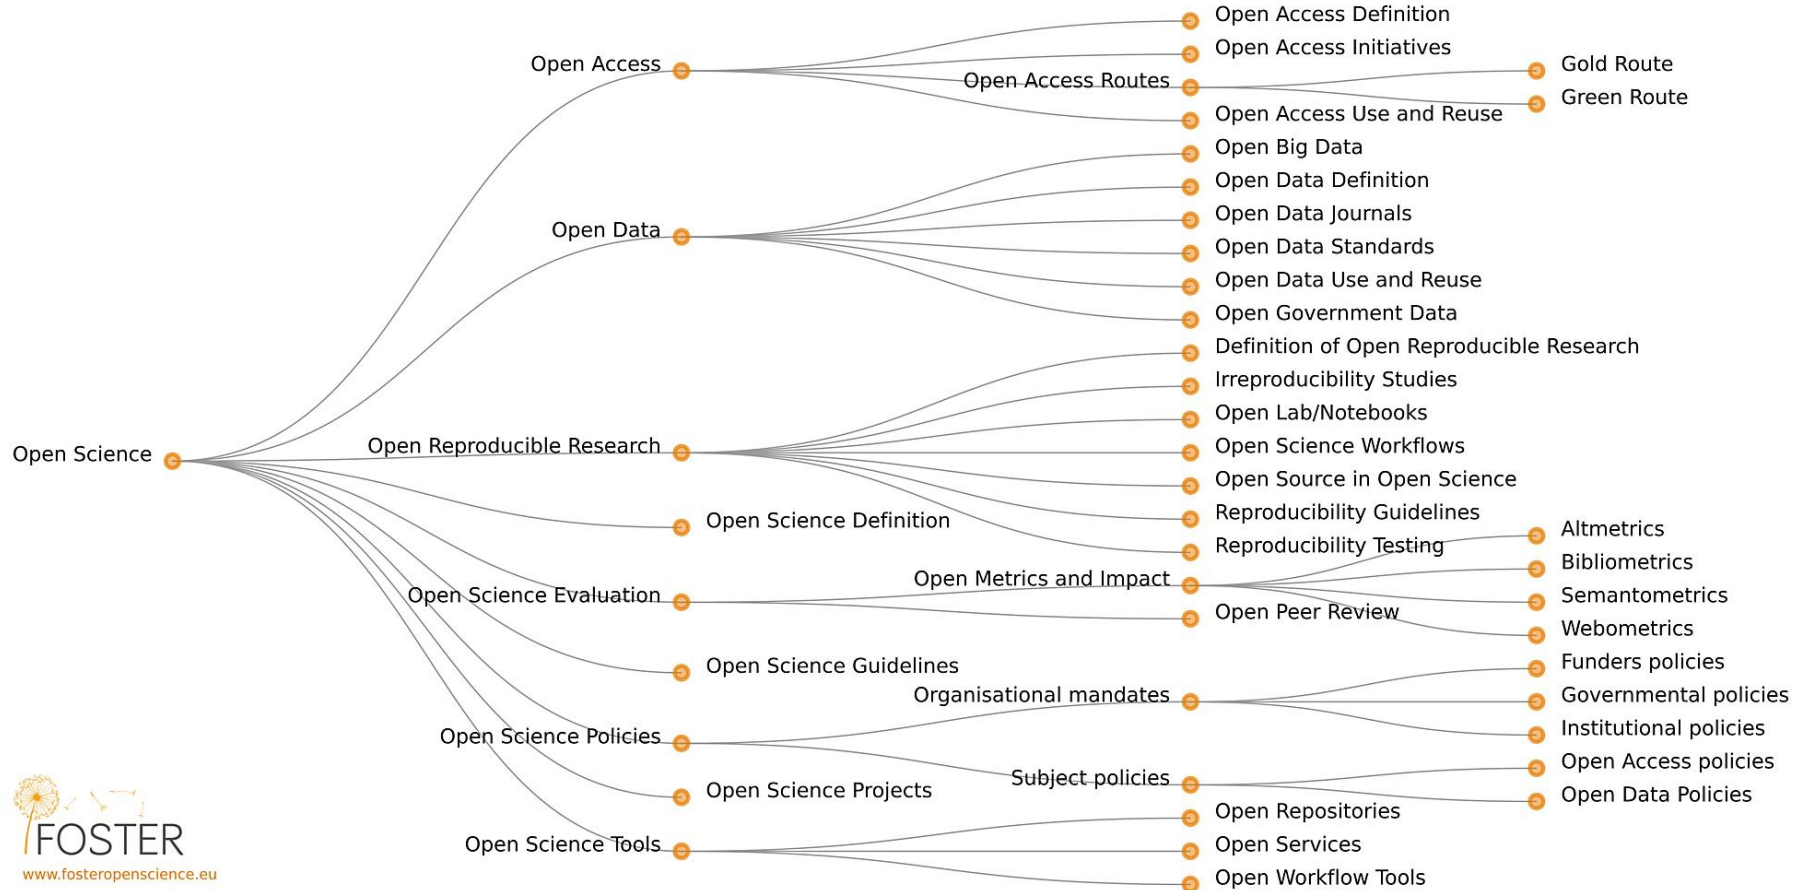 Open Science
Open Access
Open Access Definition
Open Access Initiatives
Open Access Routes
Gold Route
Green Route
Open Access Use and Reuse
Open Data
Open Big Data
Open Data Definition
Open Data Journals
Open Data Standards
Open Data Use and Reuse
Open Government Data
Open Reproducible Research
Definition of Open Reproducible Research
Irreproducibility Studies
Open Lab/Notebooks
Open Science Workflows
Open Source in Open Science
Reproducibility Guidelines
Reproducibility Testing
Open Science Definition
Open Science Evaluation
Open Metrics and Impact
Altmetrics
Bibliometrics
Semantometrics
Webometrics
Open Peer Review
Open Science Guidelines
Open Science Policies
Organisational mandates
Funders policies
Governmental policies
Institutional policies
Subject policies
Open Access policies
Open Data Policies
Open Science Projects
Open Science Tools
Open Repositories
Open Services
Open Workflow Tools
FOSTER
www.fosteropenscience.eu